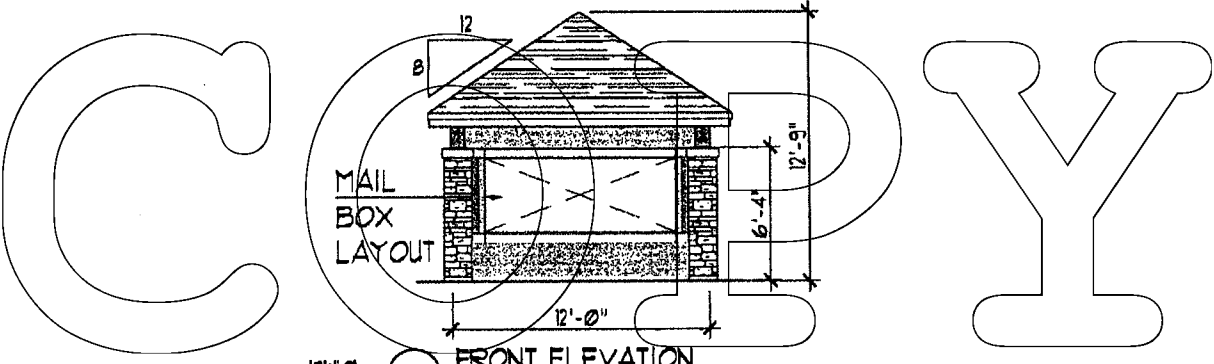 COPY
12
8
12'-9"
MAIL
BOX
LAYOUT
6'-4"
12'-0"
FRONT ELEVATION